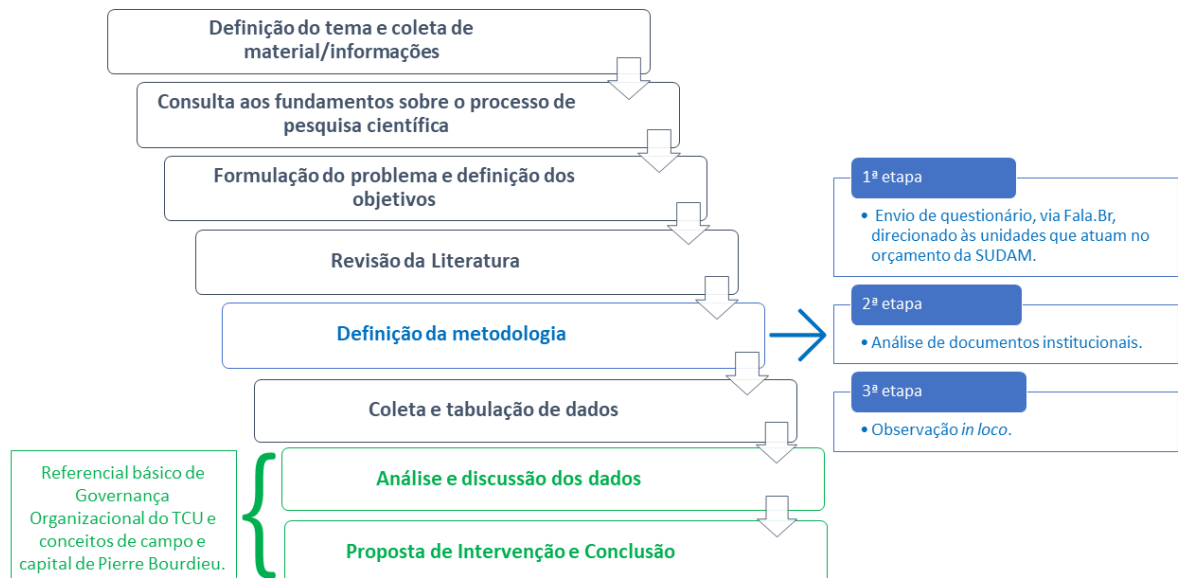 Definição do tema e coleta de
material/informações
Consulta aos fundamentos sobre o processo de
pesquisa científica
Formulação do problema e definição dos
objetivos
Revisão da Literatura
Definição da metodologia
1ª etapa
• Envio de questionário, via Fala.Br,
direcionado às unidades que atuam no
orçamento da SUDAM.
2ª etapa
• Análise de documentos institucionais.
3ª etapa
• Observação in loco.
Coleta e tabulação de dados
Análise e discussão dos dados
Proposta de Intervenção e Conclusão
Referencial básico de
Governança
Organizacional do TCU e
conceitos de campo e
capital de Pierre Bourdieu.